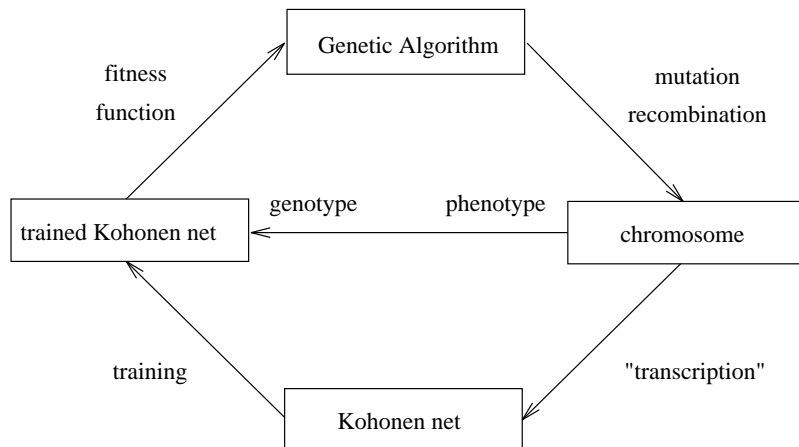 Genetic Algorithm
fitness
function
mutation
recombination
genotype
phenotype
trained Kohonen net
chromosome
training
"transcription"
Kohonen net